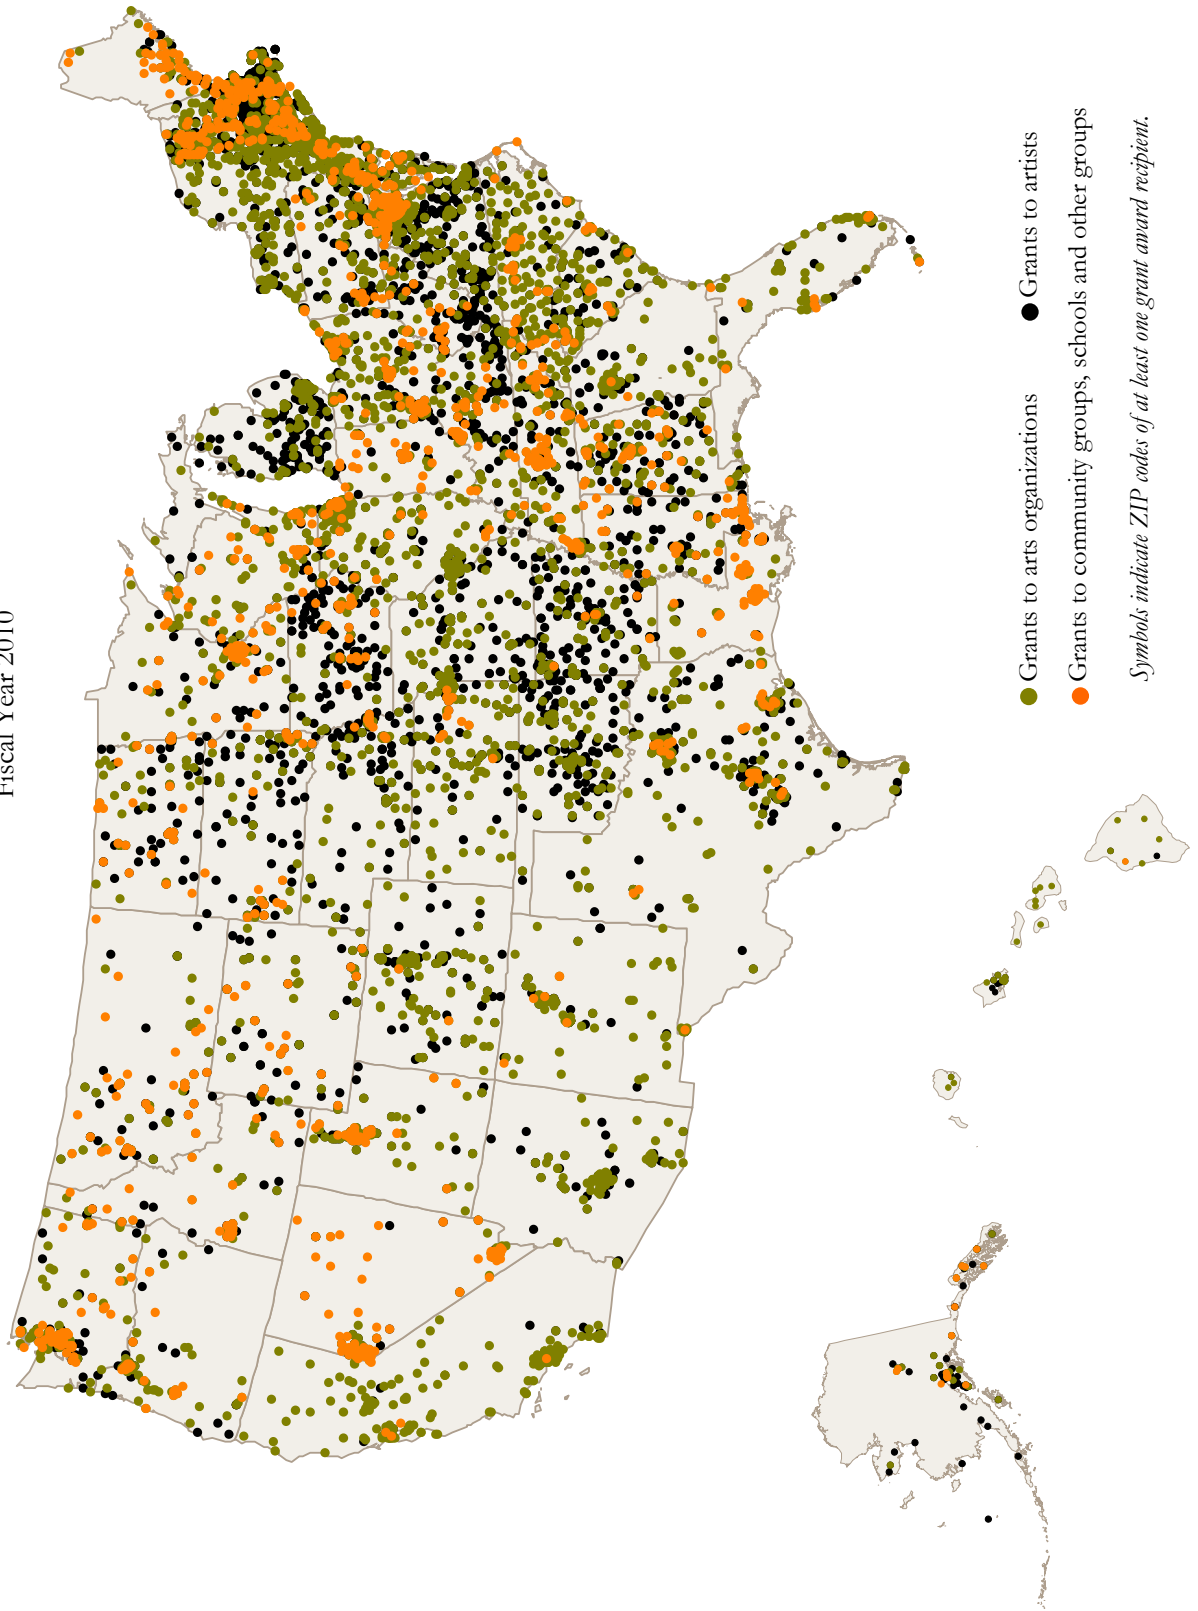 Fiscal Year 2010
Grants to arts organizations
Grants to artists
Grants to community groups, schools and other groups
Symbols indicate ZIP codes of at least one grant award recipient.